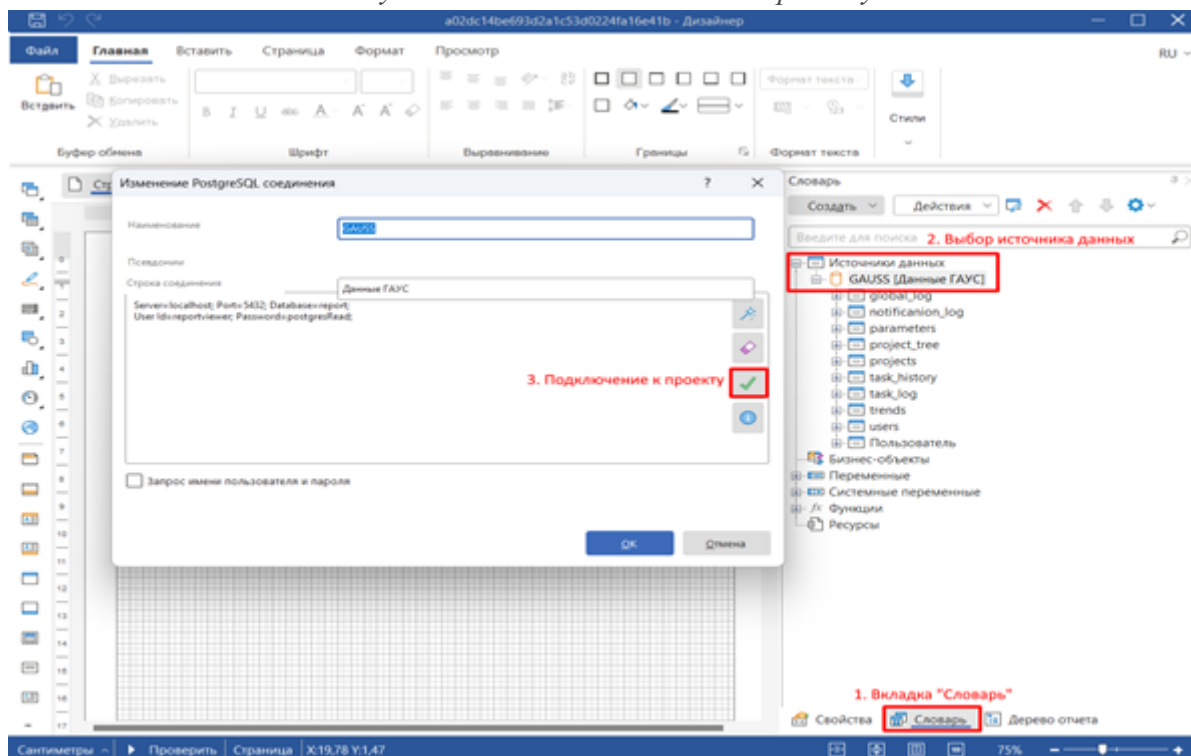 a02dc14be693d2a1c53d0224fa16e41b - Дизайнер
Файл Главная Вставить Страница Формат Просмотр RU
Вставить Вырезать Копировать Удалить
Формат текста
Стили
Буфер обмена Шрифт Выравнивание Границы Формат текста
Изменение PostgreSQL соединения ? ×
Наименование GAUSS
Псевдоним
Строка соединения Данные ГАУС
Server=localhost; Port=5432; Database=report;
User Id=reportviewer; Password=postgresRead;
3. Подключение к проекту
Запрос имени пользователя и пароля
OK Отмена
Словарь
Создать Действия
Введите для поиска 2. Выбор источника данных
Источники данных
GAUSS [Данные ГАУС]
global_log
notificanion_log
parameters
project_tree
projects
task_history
task_log
trends
users
Пользователь
Бизнес-объекты
Переменные
Системные переменные
Функции
Ресурсы
1. Вкладка "Словарь"
Свойства Словарь Дерево отчета
Сантиметры Проверить Страница X:19,78 Y:1,47 75%